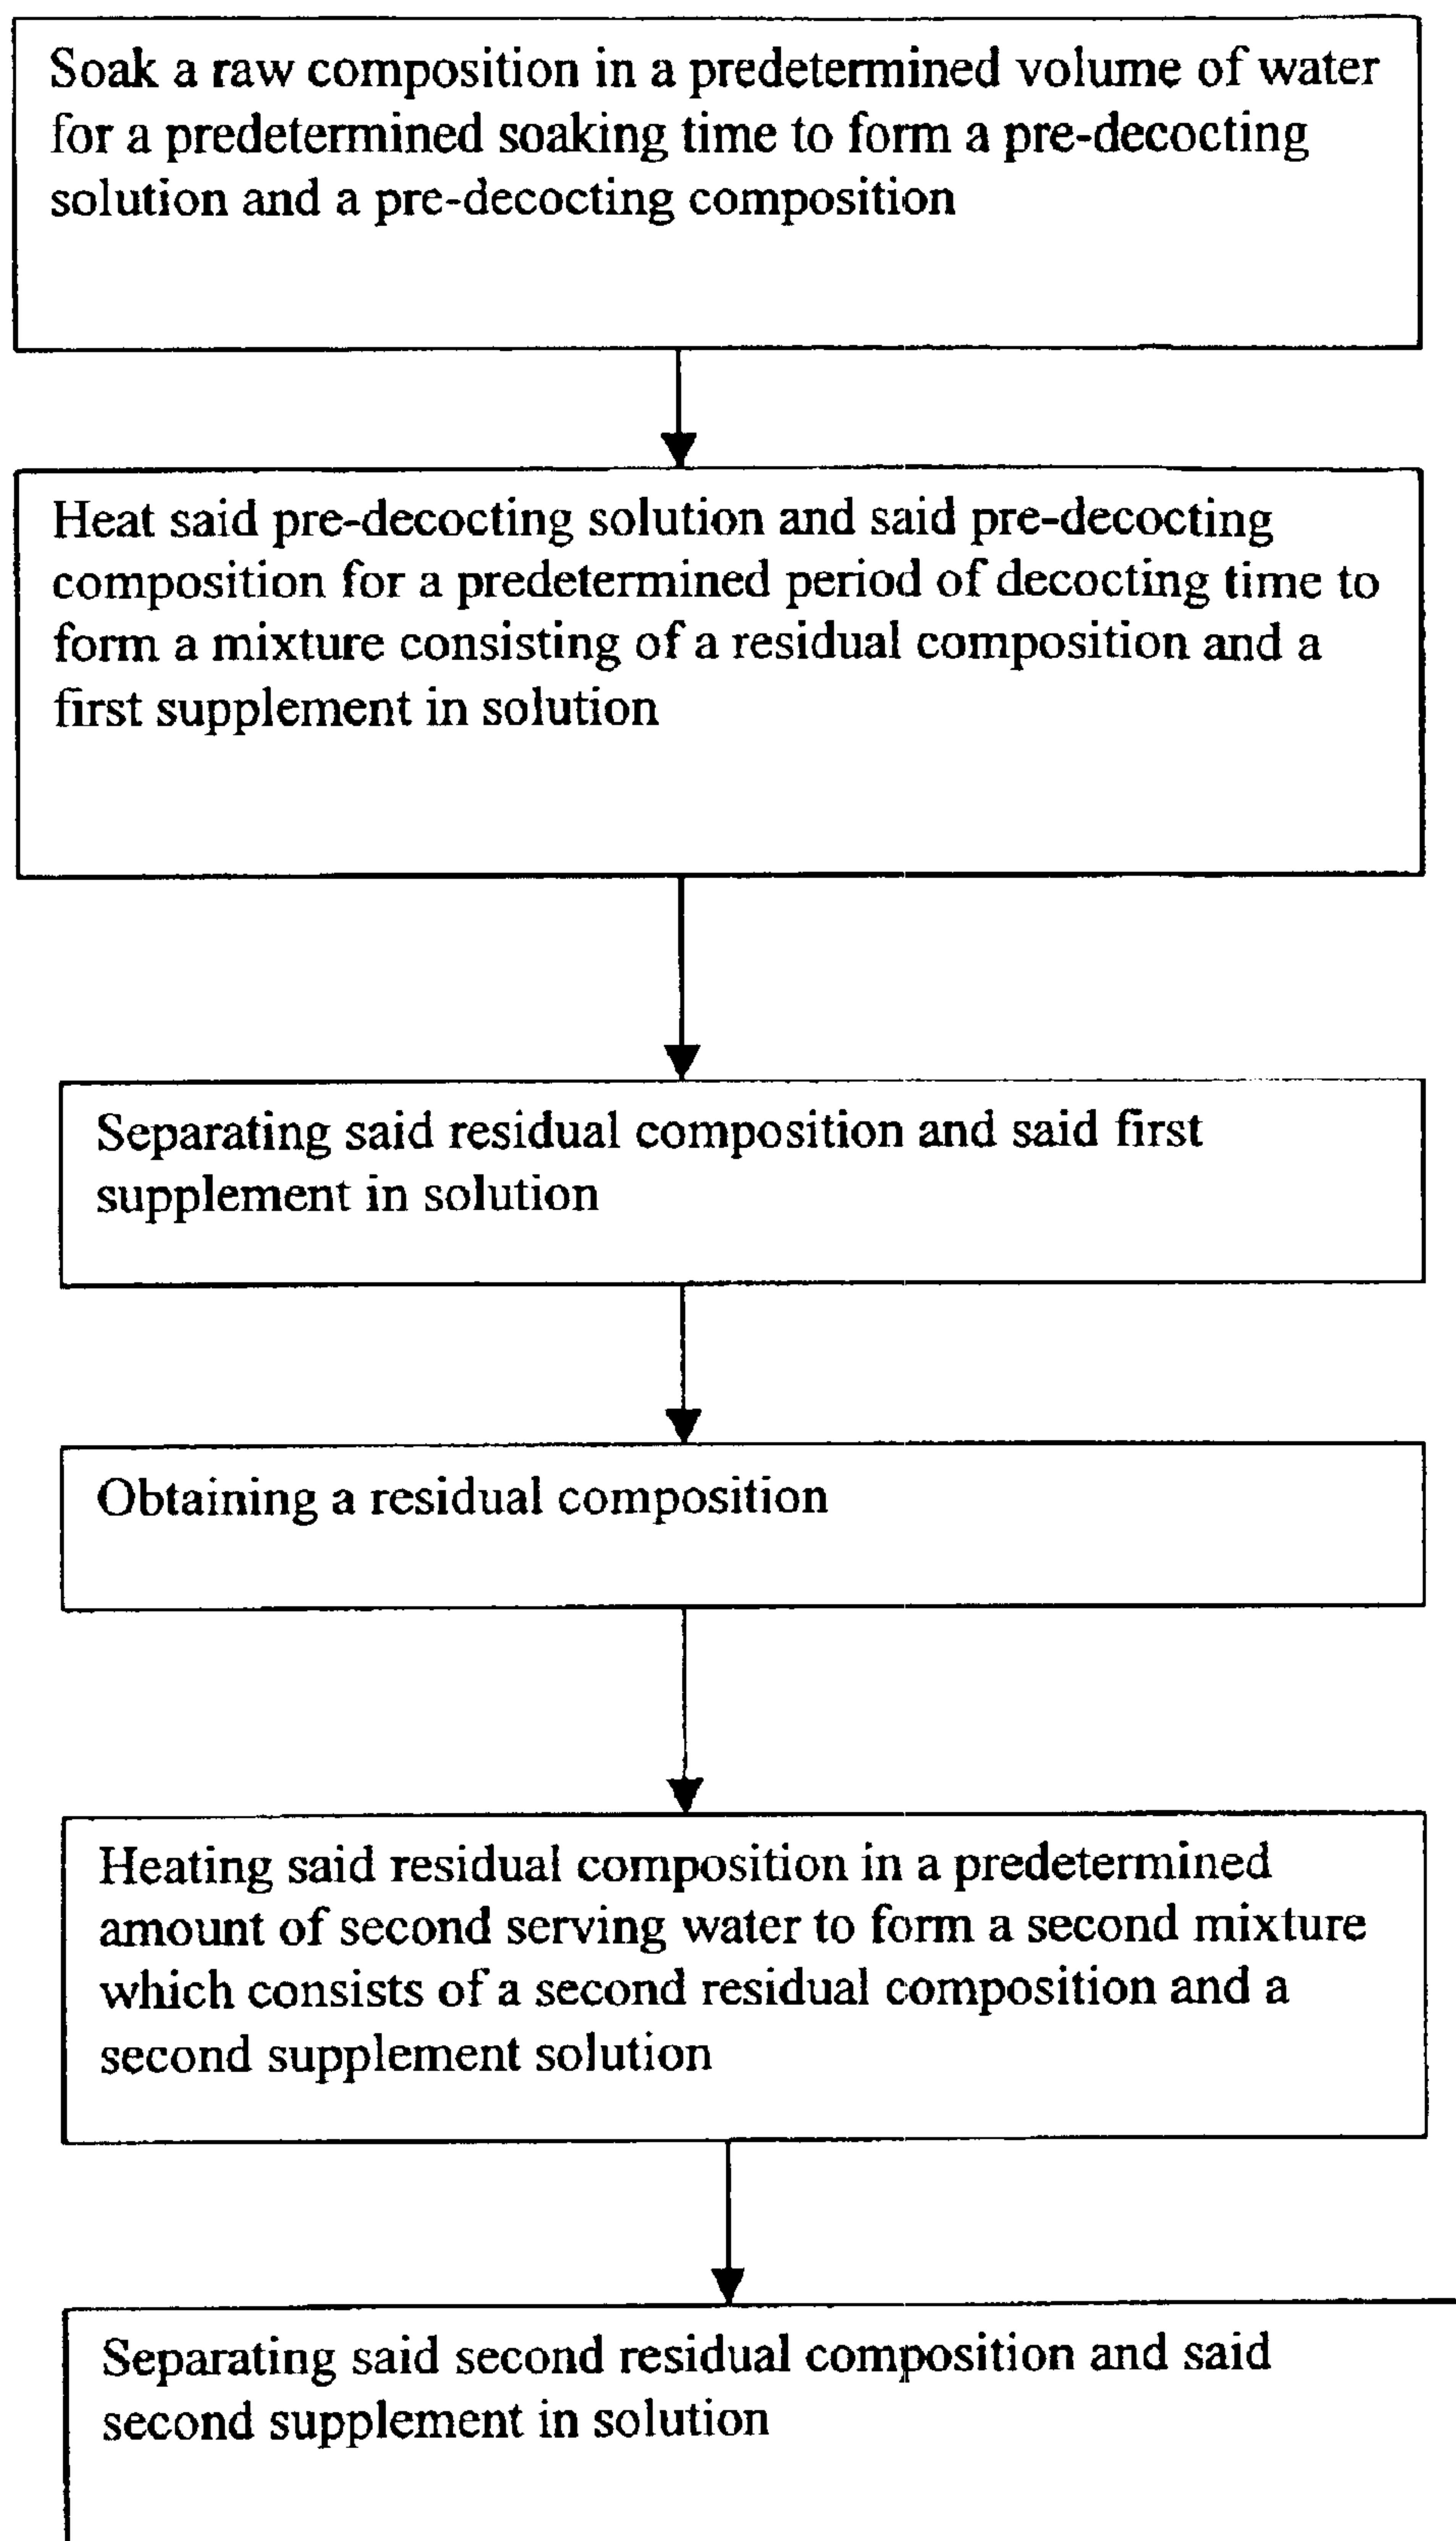 Soak a raw composition in a predetermined volume of water
for a predetermined soaking time to form a pre-decocting
solution and a pre-decocting composition
Heat said pre-decocting solution and said pre-decocting
composition for a predetermined period of decocting time to
form a mixture consisting of a residual composition and a
first supplement in solution
Separating said residual composition and said first
supplement in solution
Obtaining a residual composition
Heating said residual composition in a predetermined
amount of second serving water to form a second mixture
which consists of a second residual composition and a
second supplement solution
Separating said second residual composition and said
second supplement in solution